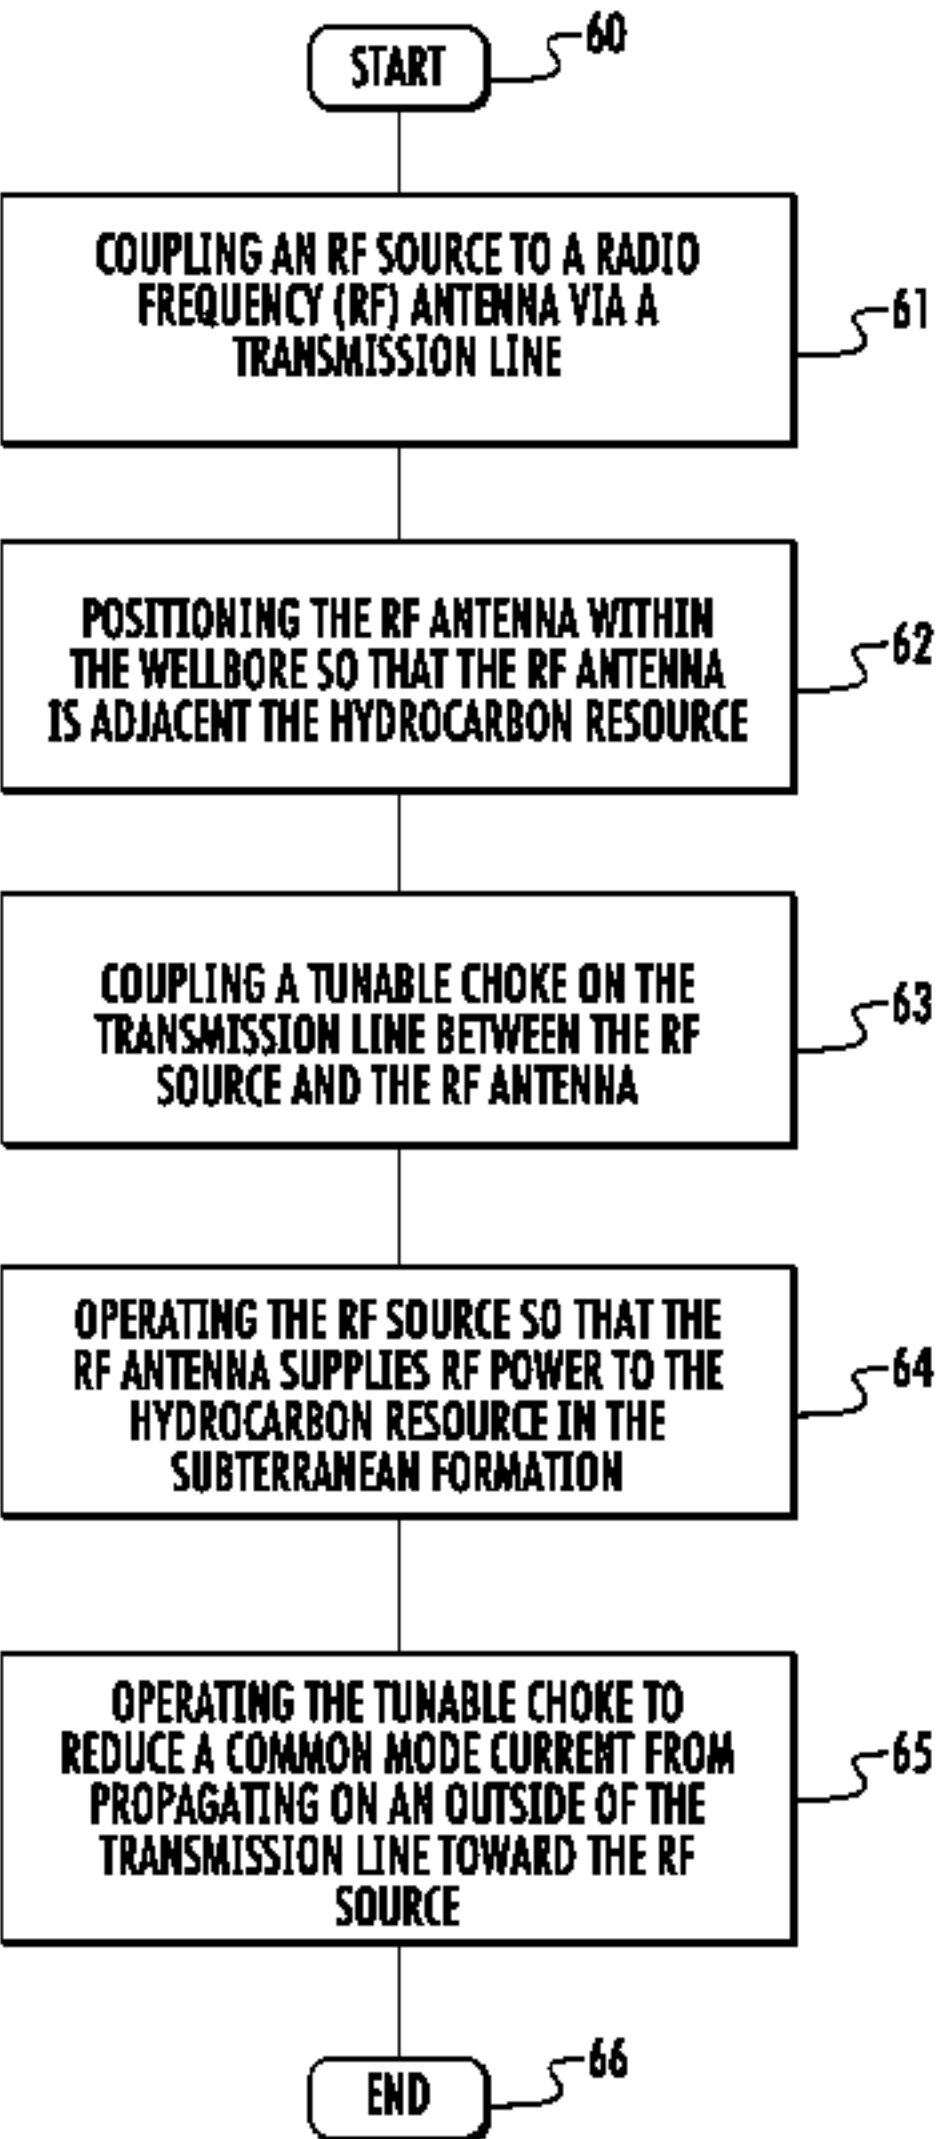 START
60
COUPLING AN RF SOURCE TO A RADIO
FREQUENCY (RF) ANTENNA VIA A
TRANSMISSION LINE
61
POSITIONING THE RF ANTENNA WITHIN
THE WELLBORE SO THAT THE RF ANTENNA
IS ADJACENT THE HYDROCARBON RESOURCE
62
COUPLING A TUNABLE CHOKE ON THE
TRANSMISSION LINE BETWEEN THE RF
SOURCE AND THE RF ANTENNA
63
OPERATING THE RF SOURCE SO THAT THE
RF ANTENNA SUPPLIES RF POWER TO THE
HYDROCARBON RESOURCE IN THE
SUBTERRANEAN FORMATION
64
OPERATING THE TUNABLE CHOKE TO
REDUCE A COMMON MODE CURRENT FROM
PROPAGATING ON AN OUTSIDE OF THE
TRANSMISSION LINE TOWARD THE RF
SOURCE
65
END
66